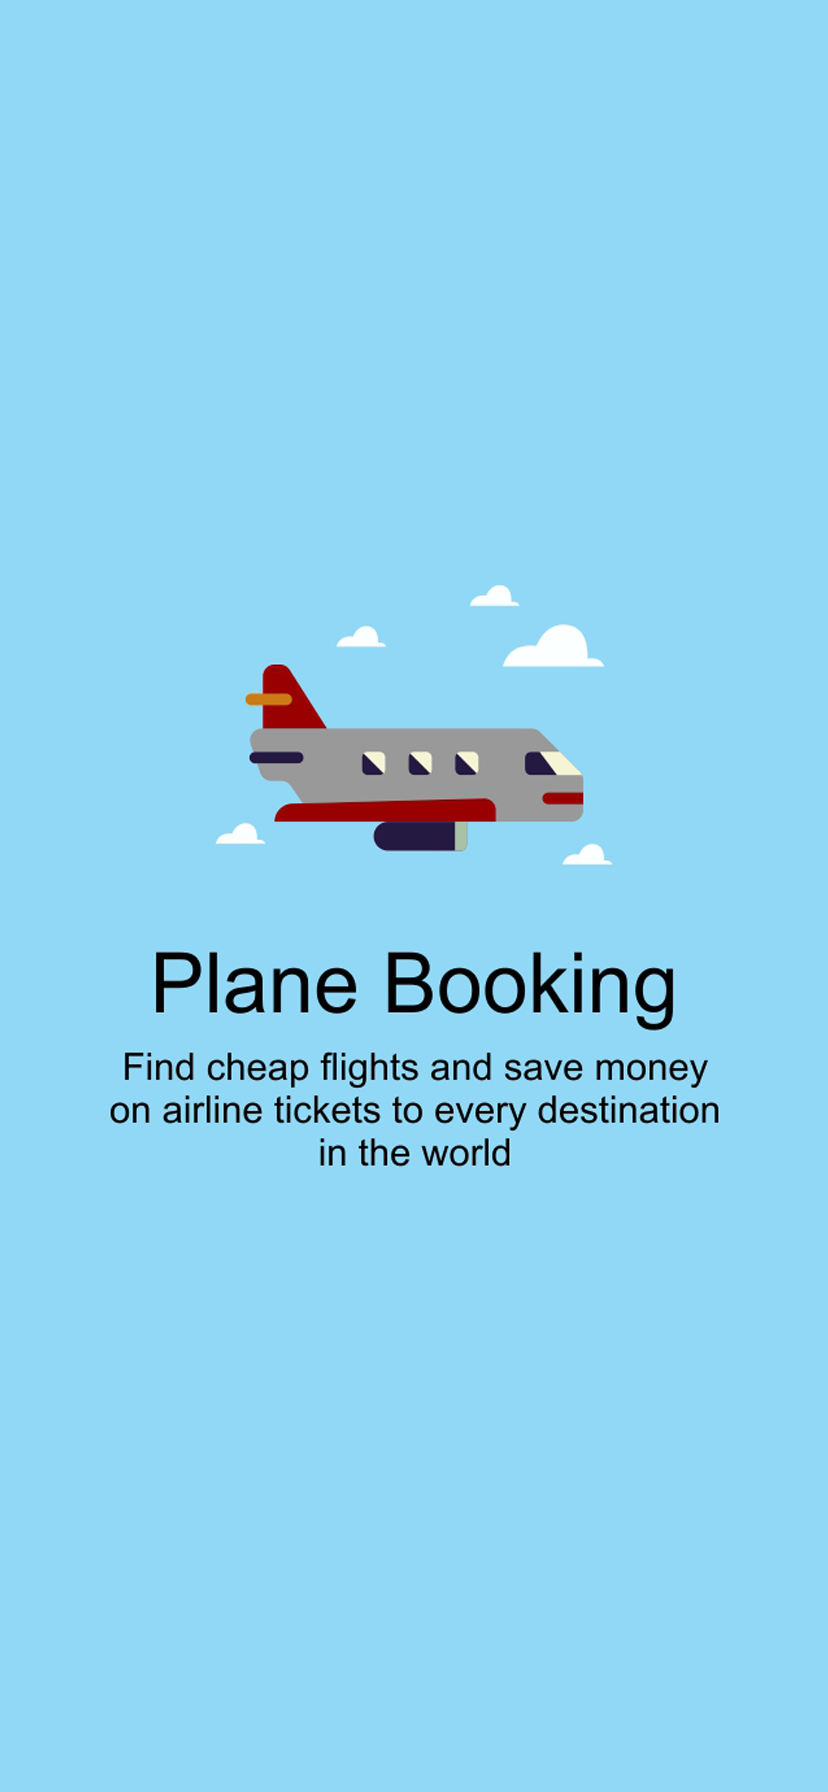 Plane Booking
Find cheap flights and save money
on airline tickets to every destination
in the world